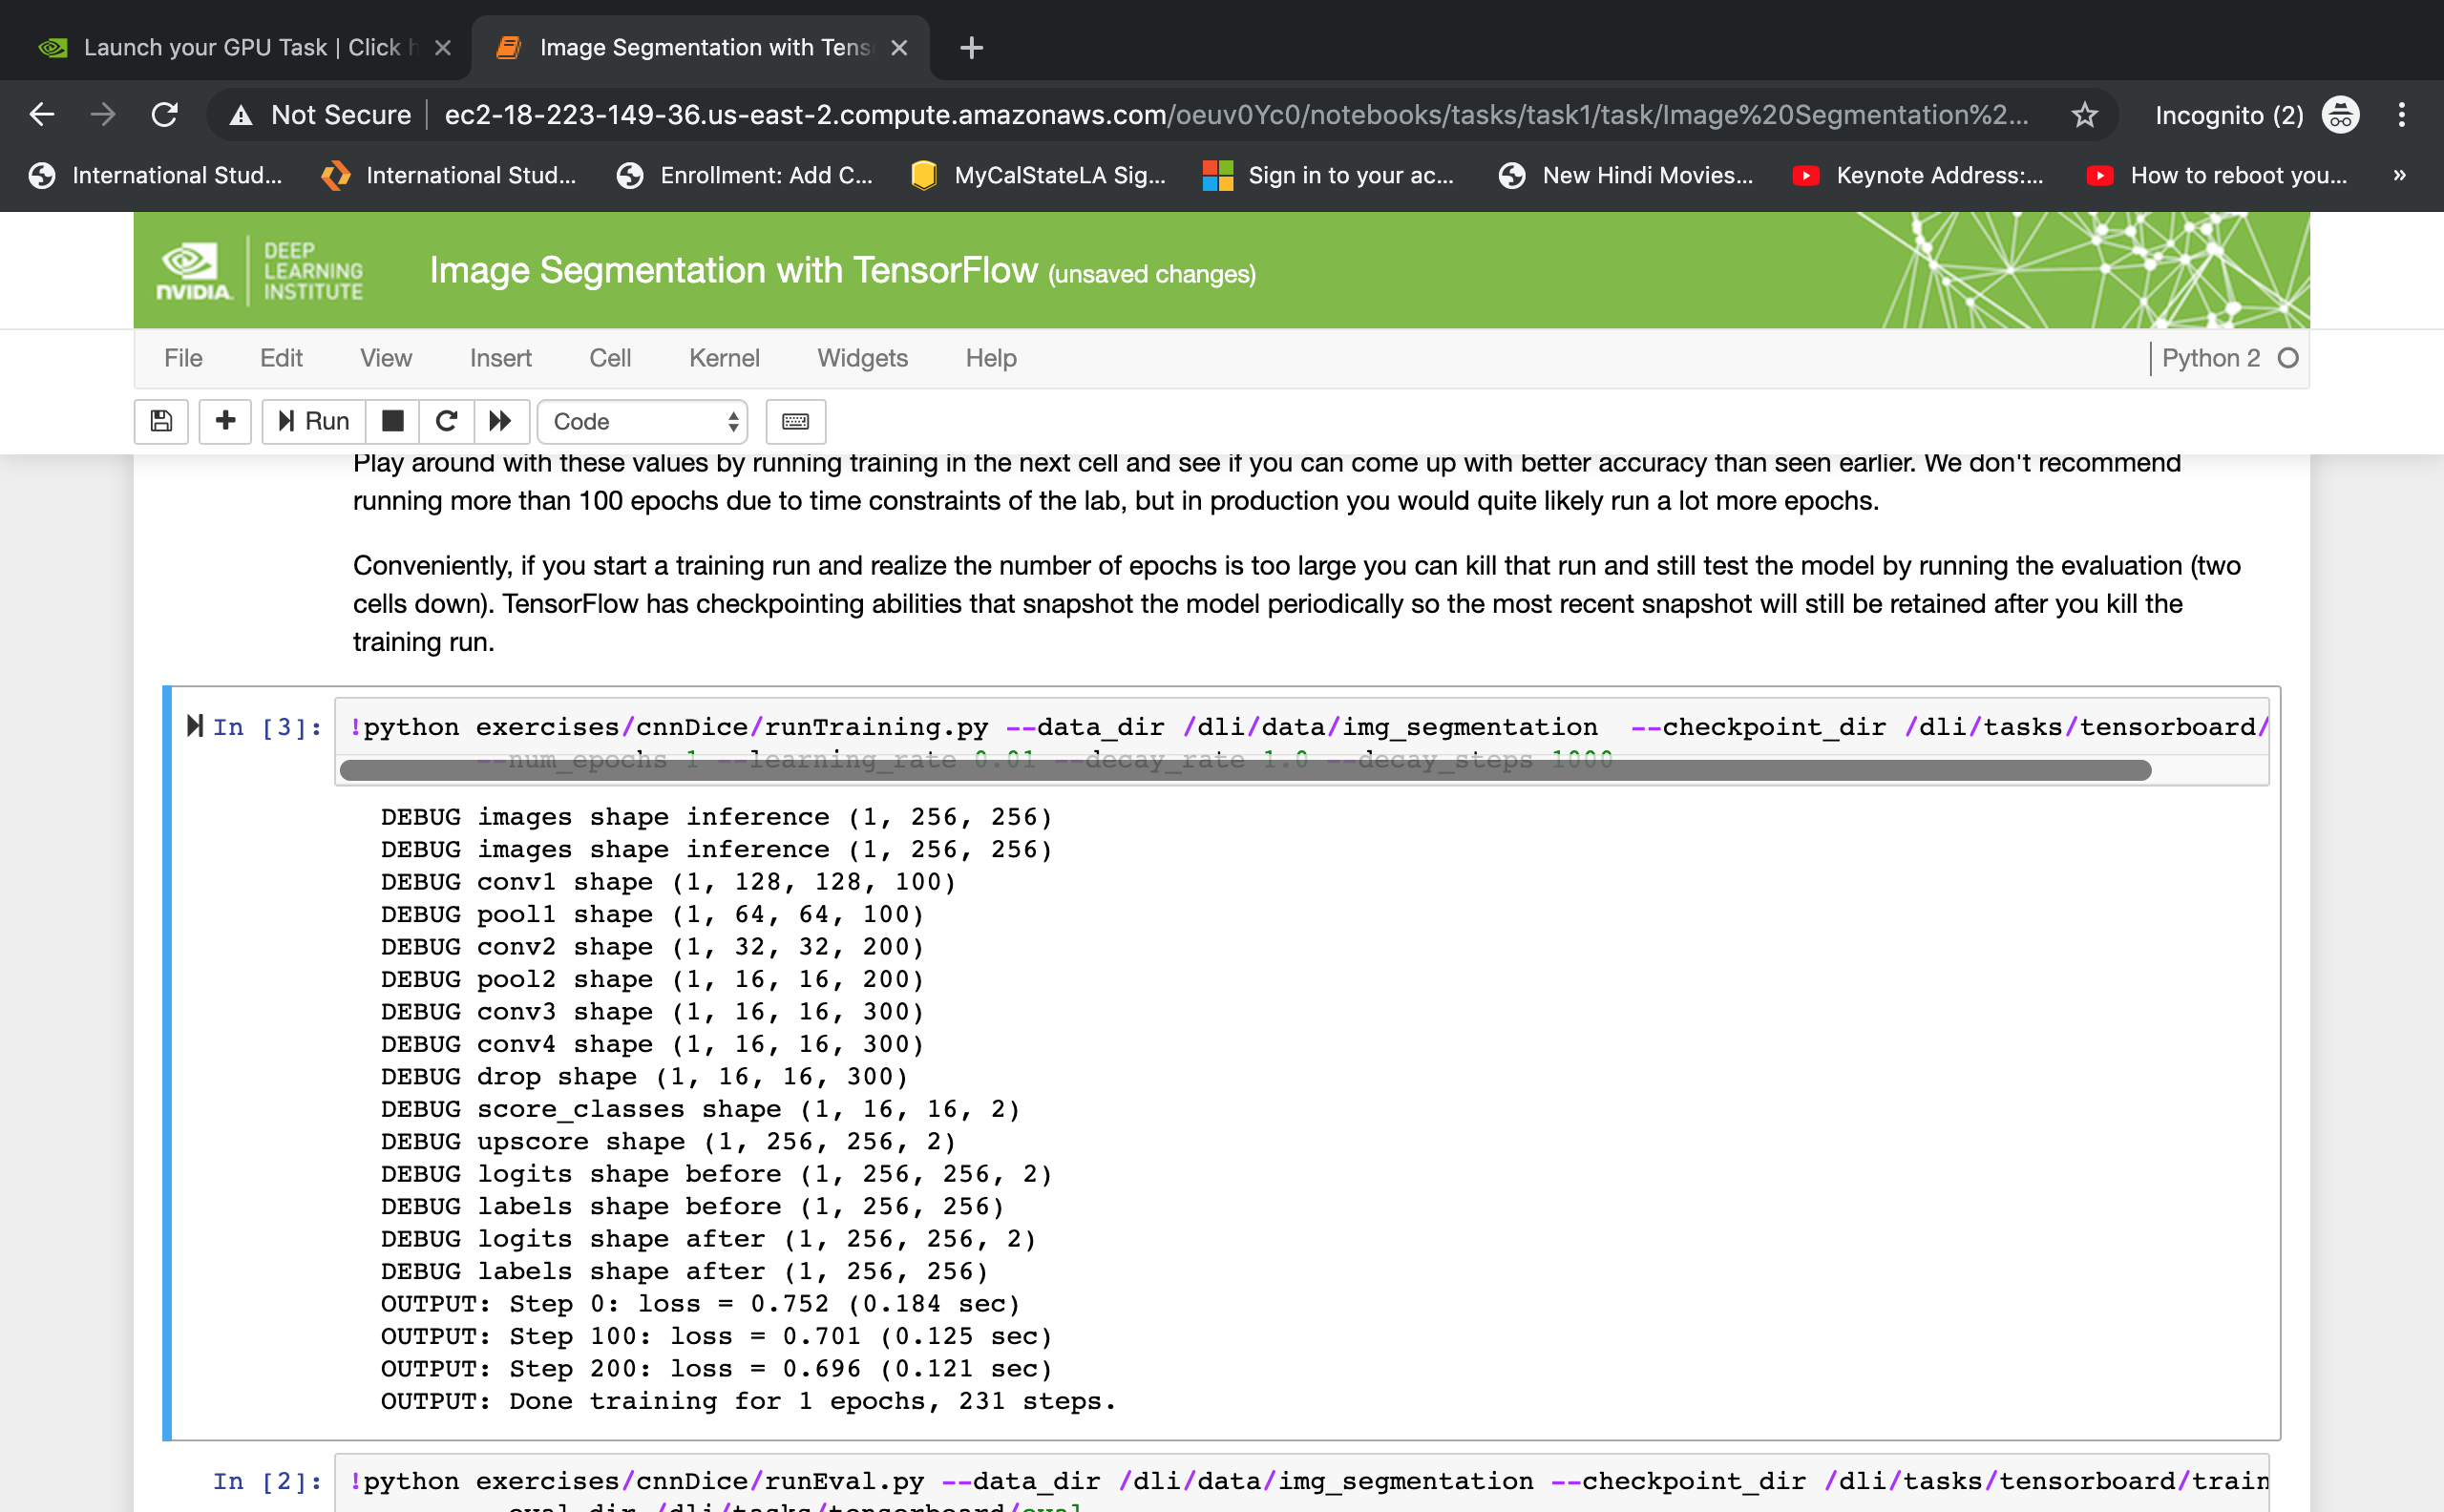 Launch your GPU Task | Click h
Image Segmentation with Tens
Not Secure
ec2-18-223-149-36.us-east-2.compute.amazonaws.com/oeuv0Yc0/notebooks/tasks/task1/task/Image%20Segmentation%2...
Incognito (2)
International Stud...
International Stud...
Enrollment: Add C...
MyCalStateLA Sig...
Sign in to your ac...
New Hindi Movies...
Keynote Address:...
How to reboot you...
»
NVIDIA.
DEEP
LEARNING
INSTITUTE
Image Segmentation with TensorFlow (unsaved changes)
File Edit View Insert Cell Kernel Widgets Help
Python 2
Run
Code
Play around with these values by running training in the next cell and see if you can come up with better accuracy than seen earlier. We don't recommend
running more than 100 epochs due to time constraints of the lab, but in production you would quite likely run a lot more epochs.
Conveniently, if you start a training run and realize the number of epochs is too large you can kill that run and still test the model by running the evaluation (two
cells down). TensorFlow has checkpointing abilities that snapshot the model periodically so the most recent snapshot will still be retained after you kill the
training run.
In [3]: !python exercises/cnnDice/runTraining.py --data_dir /dli/data/img_segmentation  --checkpoint_dir /dli/tasks/tensorboard/
--num_epochs 1 --learning_rate 0.01 --decay_rate 1.0 --decay_steps 1000
DEBUG images shape inference (1, 256, 256)
DEBUG images shape inference (1, 256, 256)
DEBUG conv1 shape (1, 128, 128, 100)
DEBUG pool1 shape (1, 64, 64, 100)
DEBUG conv2 shape (1, 32, 32, 200)
DEBUG pool2 shape (1, 16, 16, 200)
DEBUG conv3 shape (1, 16, 16, 300)
DEBUG conv4 shape (1, 16, 16, 300)
DEBUG drop shape (1, 16, 16, 300)
DEBUG score_classes shape (1, 16, 16, 2)
DEBUG upscore shape (1, 256, 256, 2)
DEBUG logits shape before (1, 256, 256, 2)
DEBUG labels shape before (1, 256, 256)
DEBUG logits shape after (1, 256, 256, 2)
DEBUG labels shape after (1, 256, 256)
OUTPUT: Step 0: loss = 0.752 (0.184 sec)
OUTPUT: Step 100: loss = 0.701 (0.125 sec)
OUTPUT: Step 200: loss = 0.696 (0.121 sec)
OUTPUT: Done training for 1 epochs, 231 steps.
In [2]: !python exercises/cnnDice/runEval.py --data_dir /dli/data/img_segmentation --checkpoint_dir /dli/tasks/tensorboard/train
eval_dir /dli/tasks/tensorboard/eval